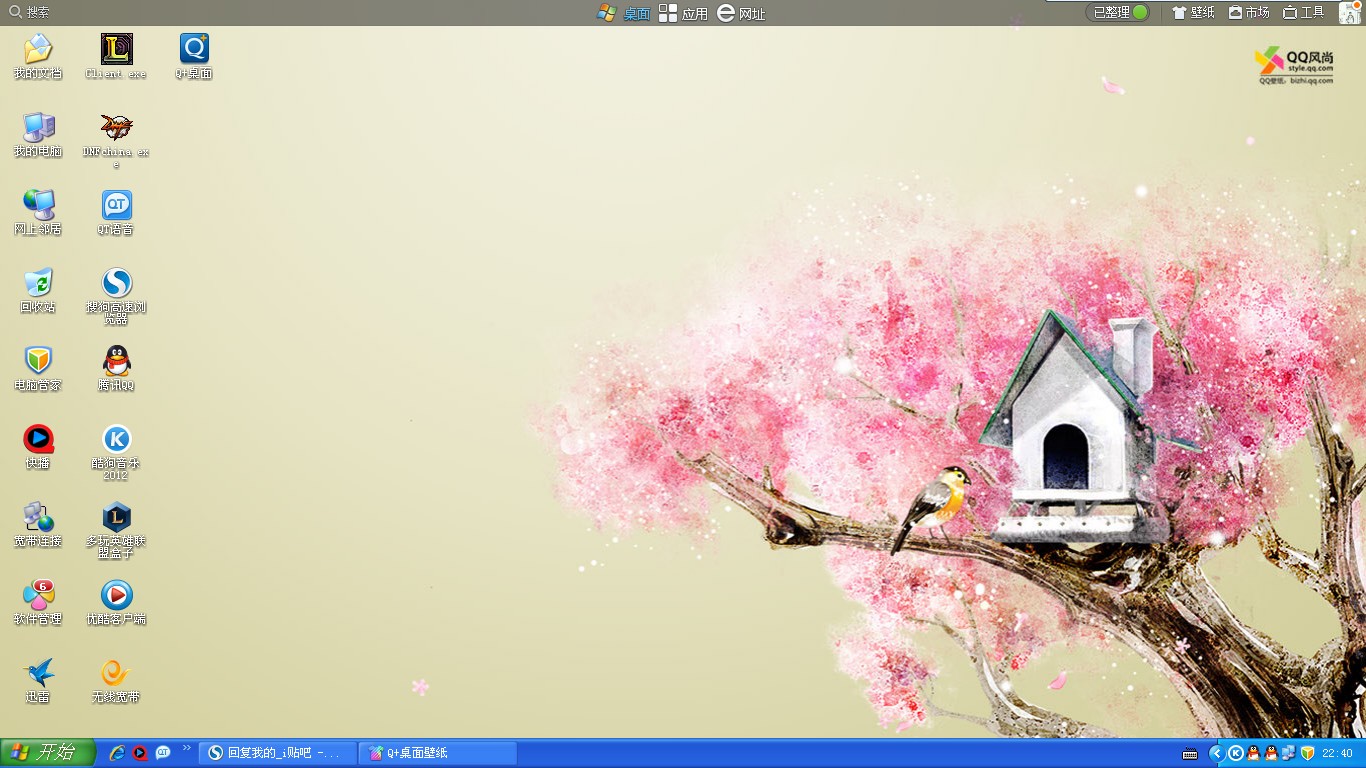 搜索
桌面 应用 网址
已整理 壁纸 市场 工具
QQ风尚
style.qq.com
QQ壁纸: bizhi.qq.com
我的文档
Client.exe
Q+桌面
我的电脑
DNFchina.ex
e
网上邻居
QT
QT语音
回收站
搜狗高速浏
览器
电脑管家
腾讯QQ
快播
K
酷狗音乐
2012
宽带连接
L
多玩英雄联
盟盒子
6
软件管理
优酷客户端
迅雷
无线宽带
开始
回复我的_i贴吧 -...
Q+桌面壁纸
22:40